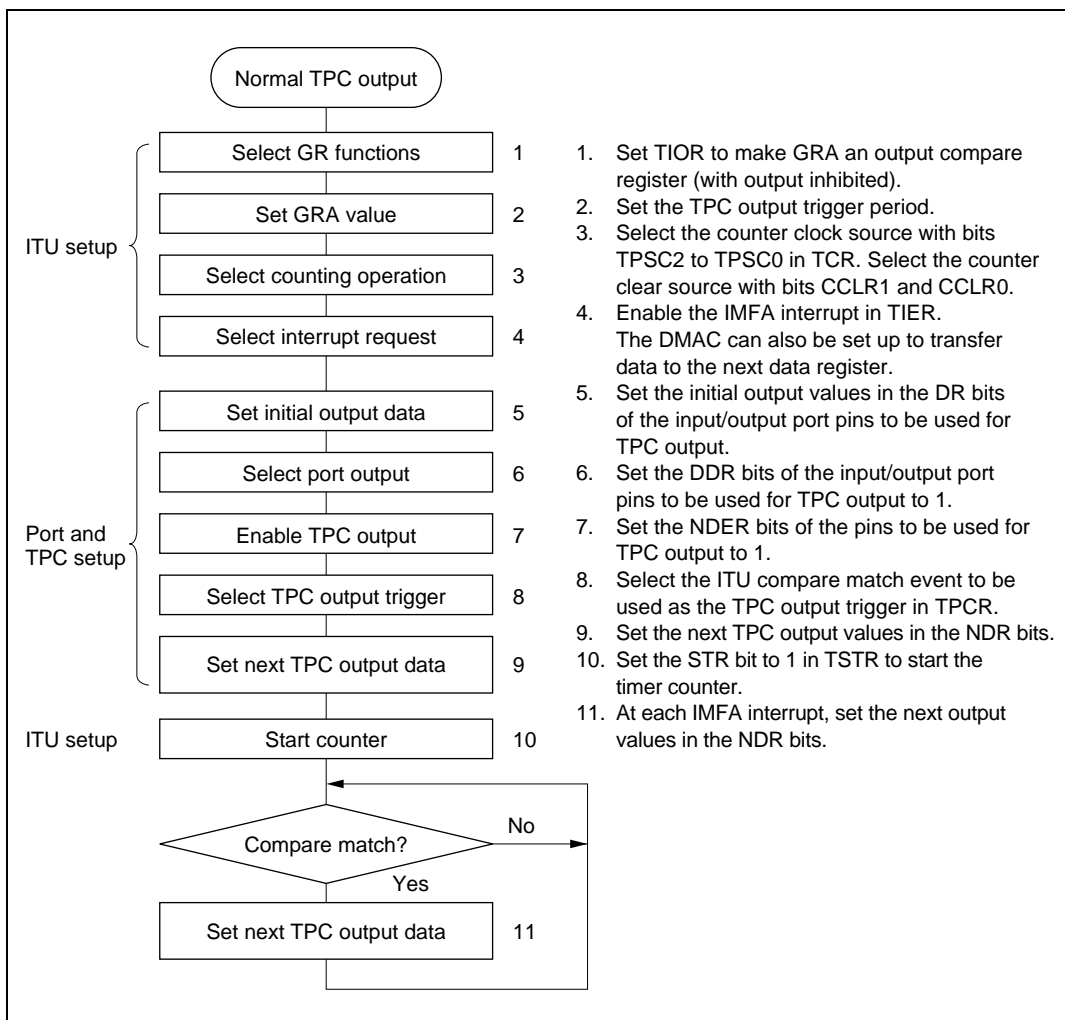 Normal TPC output
ITU setup
Select GR functions 1
Set GRA value 2
Select counting operation 3
Select interrupt request 4
Port and
TPC setup
Set initial output data 5
Select port output 6
Enable TPC output 7
Select TPC output trigger 8
Set next TPC output data 9
ITU setup
Start counter 10
Compare match?
No
Yes
Set next TPC output data 11
1. Set TIOR to make GRA an output compare
register (with output inhibited).
2. Set the TPC output trigger period.
3. Select the counter clock source with bits
TPSC2 to TPSC0 in TCR. Select the counter
clear source with bits CCLR1 and CCLR0.
4. Enable the IMFA interrupt in TIER.
The DMAC can also be set up to transfer
data to the next data register.
5. Set the initial output values in the DR bits
of the input/output port pins to be used for
TPC output.
6. Set the DDR bits of the input/output port
pins to be used for TPC output to 1.
7. Set the NDER bits of the pins to be used for
TPC output to 1.
8. Select the ITU compare match event to be
used as the TPC output trigger in TPCR.
9. Set the next TPC output values in the NDR bits.
10. Set the STR bit to 1 in TSTR to start the
timer counter.
11. At each IMFA interrupt, set the next output
values in the NDR bits.